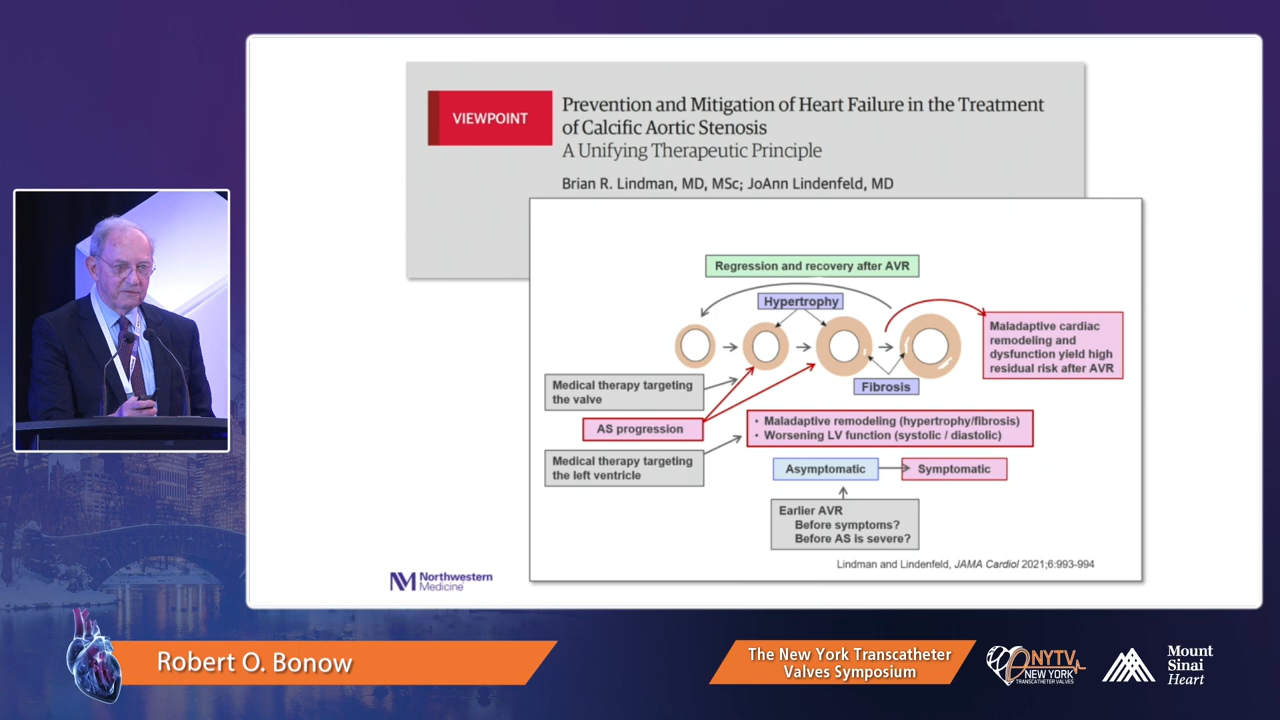 VIEWPOINT
Prevention and Mitigation of Heart Failure in the Treatment
of Calcific Aortic Stenosis
A Unifying Therapeutic Principle
Brian R. Lindman, MD, MSc; JoAnn Lindenfeld, MD
Regression and recovery after AVR
Hypertrophy
Maladaptive cardiac
remodeling and
dysfunction yield high
residual risk after AVR
Fibrosis
Medical therapy targeting
the valve
AS progression
• Maladaptive remodeling (hypertrophy/fibrosis)
• Worsening LV function (systolic / diastolic)
Medical therapy targeting
the left ventricle
Asymptomatic
Symptomatic
Earlier AVR
Before symptoms?
Before AS is severe?
Lindman and Lindenfeld, JAMA Cardiol 2021;6:993-994
NM Northwestern
Medicine
Robert O. Bonow
The New York Transcatheter
Valves Symposium
NYTV
NEW YORK
TRANSCATHETER VALVES
Mount
Sinai
Heart